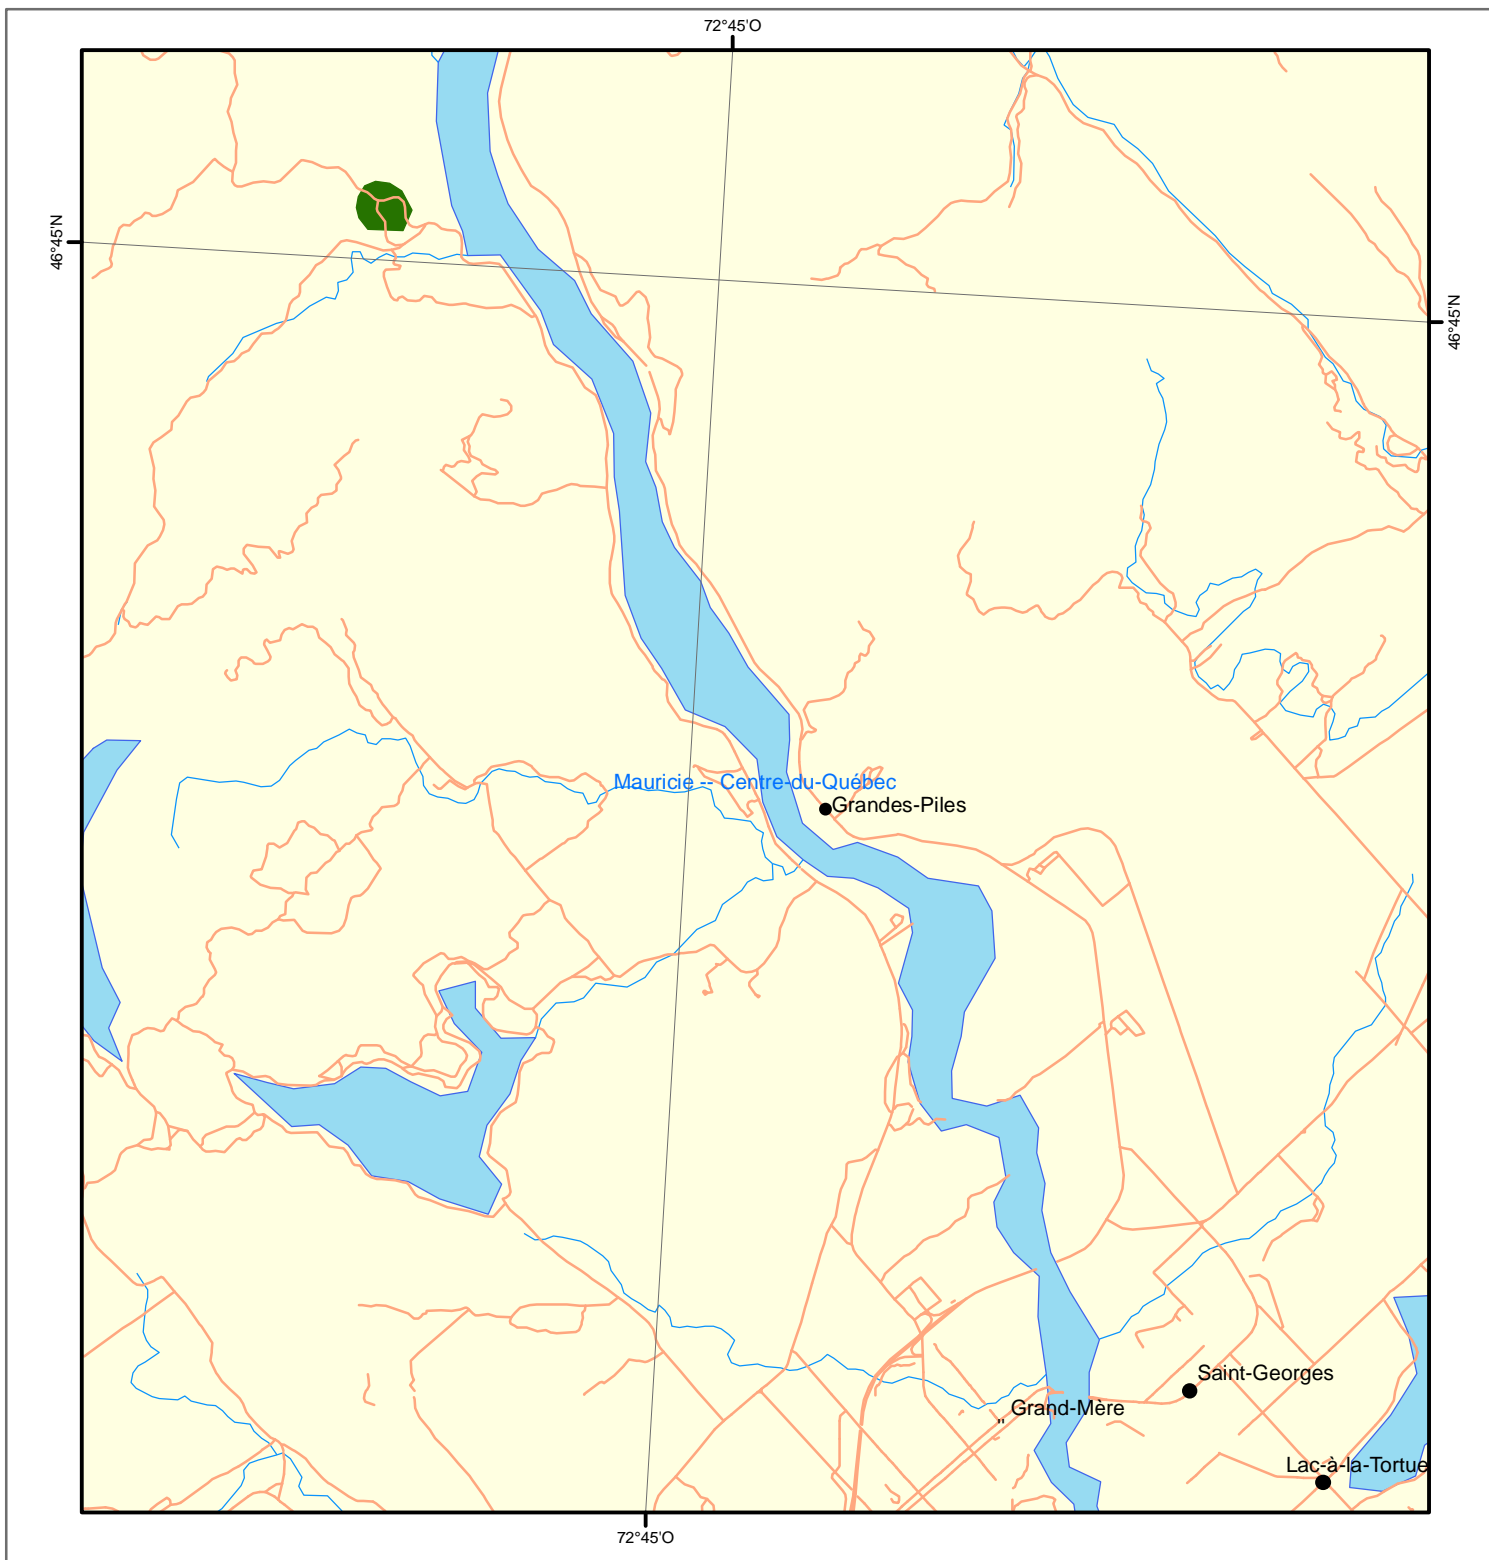 72°45'O
46°45'N
46°45'N
Mauricie -- Centre-du-Québec
Grandes-Piles
Saint-Georges
Grand-Mère
Lac-à-la-Tortue
72°45'O